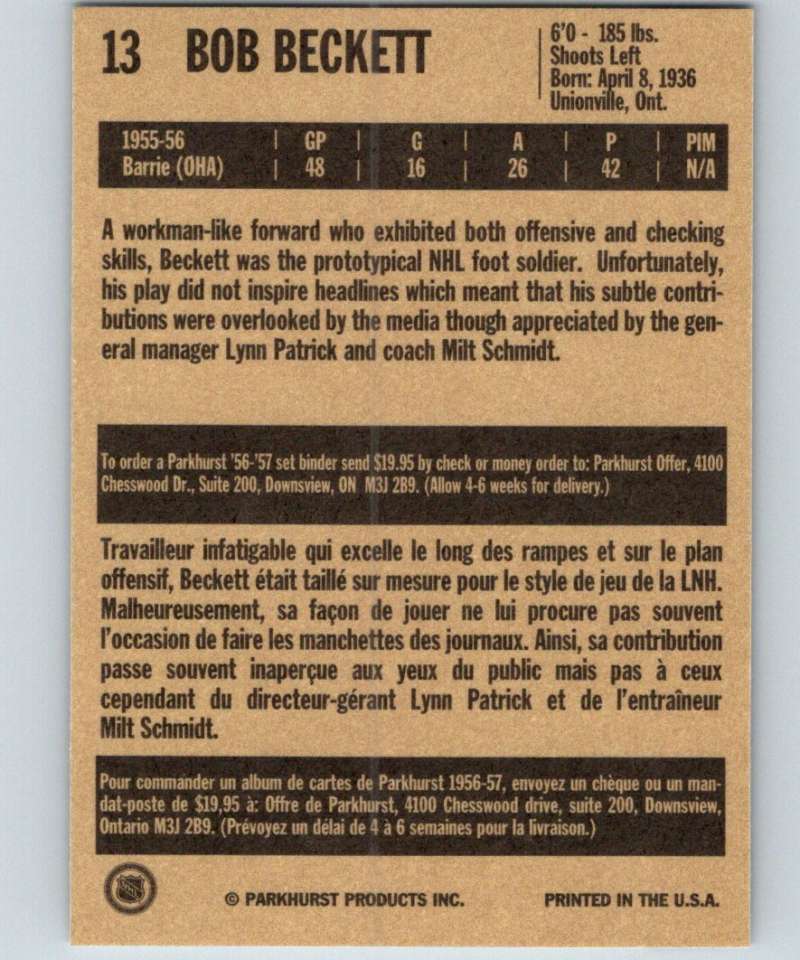 13 BOB BECKETT
6'0 - 185 lbs.
Shoots Left
Born: April 8, 1936
Unionville, Ont.
1955-56 | GP | G | A | P | PIM
Barrie (OHA) | 48 | 16 | 26 | 42 | N/A
A workman-like forward who exhibited both offensive and checking
skills, Beckett was the prototypical NHL foot soldier. Unfortunately,
his play did not inspire headlines which meant that his subtle contri-
butions were overlooked by the media though appreciated by the gen-
eral manager Lynn Patrick and coach Milt Schmidt.
To order a Parkhurst '56-'57 set binder send $19.95 by check or money order to: Parkhurst Offer, 4100
Chesswood Dr., Suite 200, Downsview, ON M3J 2B9. (Allow 4-6 weeks for delivery.)
Travailleur infatigable qui excelle le long des rampes et sur le plan
offensif, Beckett était taillé sur mesure pour le style de jeu de la LNH.
Malheureusement, sa façon de jouer ne lui procure pas souvent
l'occasion de faire les manchettes des journaux. Ainsi, sa contribution
passe souvent inaperçue aux yeux du public mais pas à ceux
cependant du directeur-gérant Lynn Patrick et de l'entraîneur
Milt Schmidt.
Pour commander un album de cartes de Parkhurst 1956-57, envoyez un chèque ou un man-
dat-poste de $19,95 à: Offre de Parkhurst, 4100 Chesswood drive, suite 200, Downsview,
Ontario M3J 2B9. (Prévoyez un délai de 4 à 6 semaines pour la livraison.)
NHL
© PARKHURST PRODUCTS INC. PRINTED IN THE U.S.A.